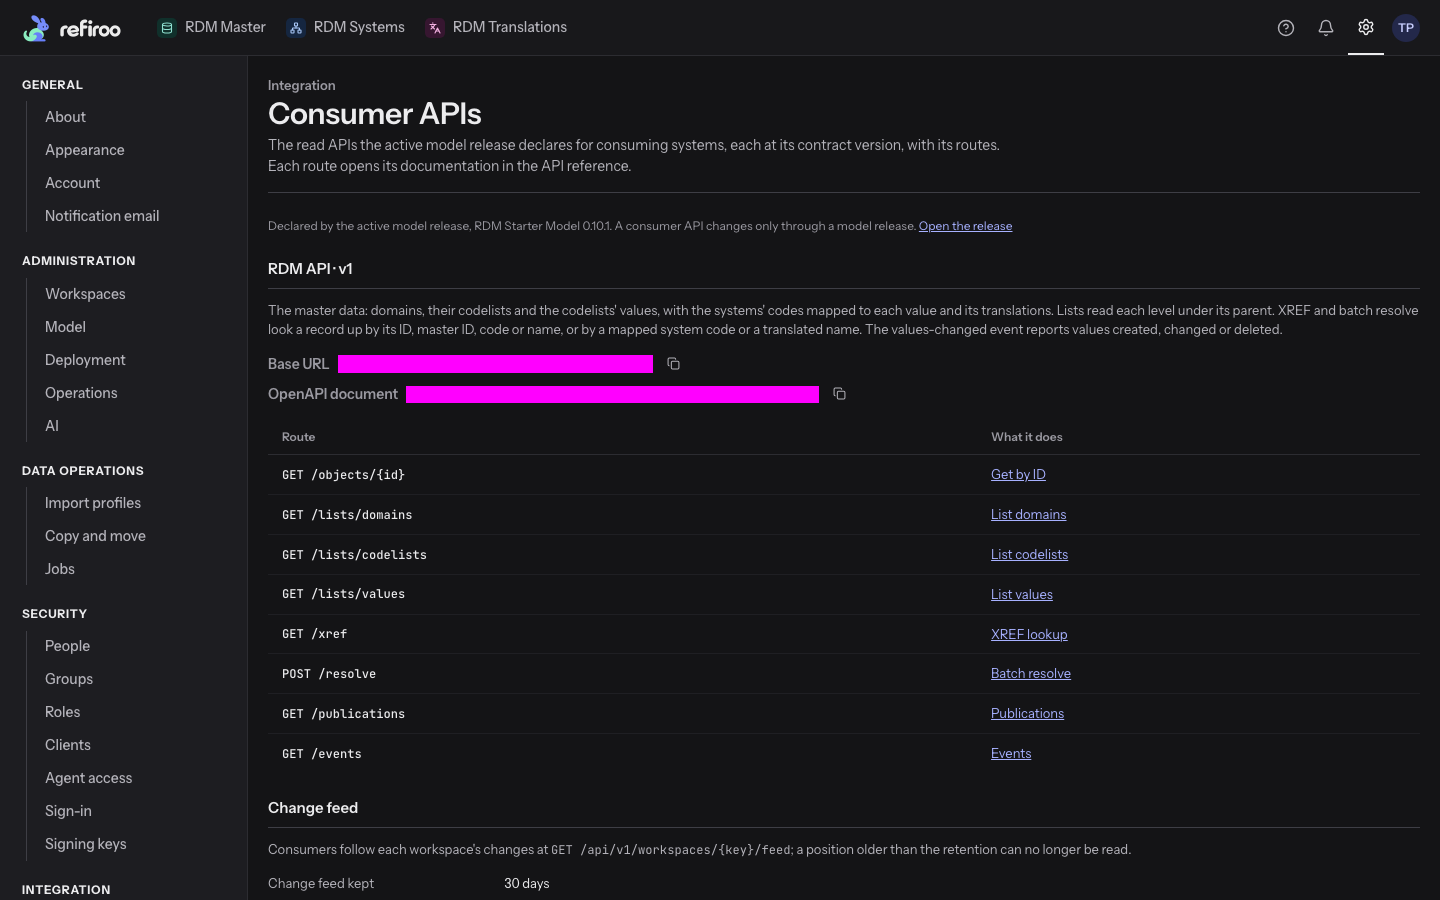 refiroo
RDM Master
RDM Systems
RDM Translations
TP
GENERAL
About
Appearance
Account
Notification email
ADMINISTRATION
Workspaces
Model
Deployment
Operations
AI
DATA OPERATIONS
Import profiles
Copy and move
Jobs
SECURITY
People
Groups
Roles
Clients
Agent access
Sign-in
Signing keys
INTEGRATION
Integration
Consumer APIs
The read APIs the active model release declares for consuming systems, each at its contract version, with its routes.
Each route opens its documentation in the API reference.
Declared by the active model release, RDM Starter Model 0.10.1. A consumer API changes only through a model release. Open the release
RDM API · v1
The master data: domains, their codelists and the codelists' values, with the systems' codes mapped to each value and its translations. Lists read each level under its parent. XREF and batch resolve
look a record up by its ID, master ID, code or name, or by a mapped system code or a translated name. The values-changed event reports values created, changed or deleted.
Base URL
OpenAPI document
Route What it does
GET /objects/{id} Get by ID
GET /lists/domains List domains
GET /lists/codelists List codelists
GET /lists/values List values
GET /xref XREF lookup
POST /resolve Batch resolve
GET /publications Publications
GET /events Events
Change feed
Consumers follow each workspace's changes at GET /api/v1/workspaces/{key}/feed; a position older than the retention can no longer be read.
Change feed kept 30 days